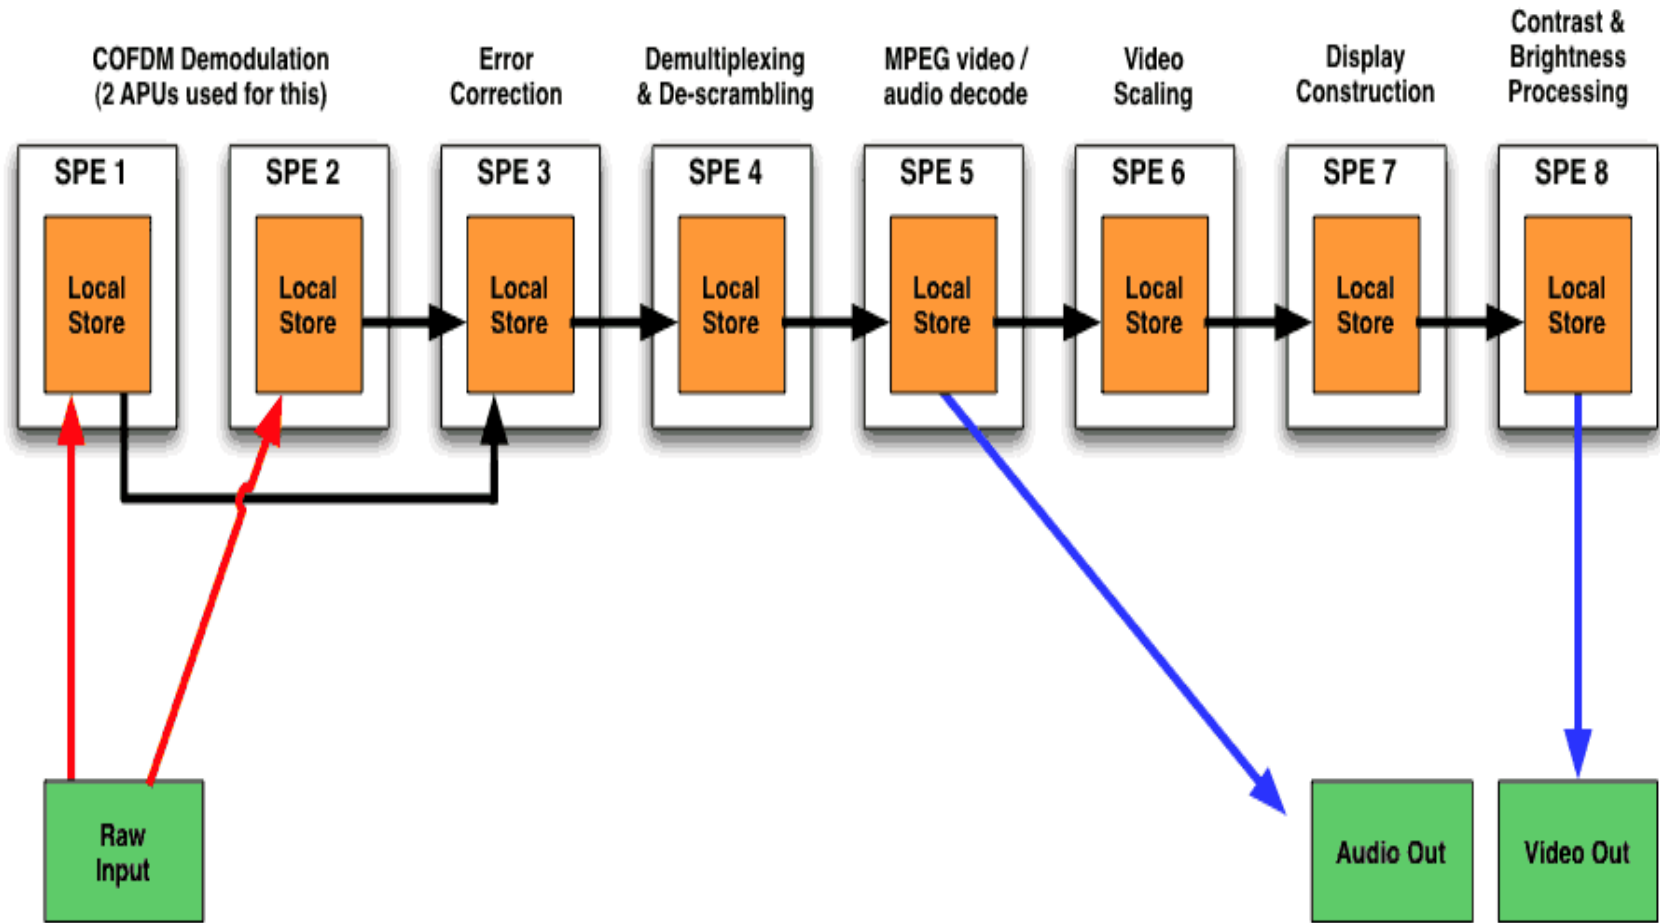 COFDM Demodulation
(2 APUs used for this)
Error
Correction
Demultiplexing
& De-scrambling
MPEG video /
audio decode
Video
Scaling
Display
Construction
Contrast &
Brightness
Processing
SPE 1
SPE 2
SPE 3
SPE 4
SPE 5
SPE 6
SPE 7
SPE 8
Local
Store
Local
Store
Local
Store
Local
Store
Local
Store
Local
Store
Local
Store
Local
Store
Raw
Input
Audio Out
Video Out